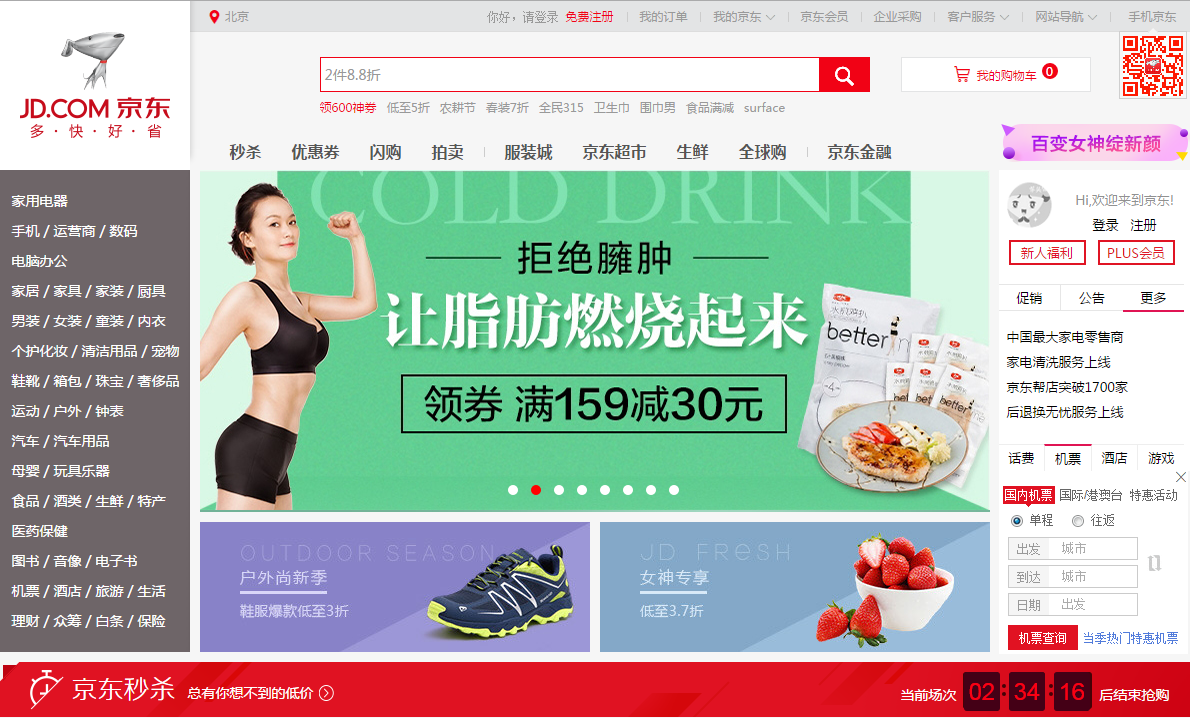 北京
你好，请登录 免费注册 我的订单 我的京东 京东会员 企业采购 客户服务 网站导航 手机京东
JD.COM 京东
多·快·好·省
2件8.8折
我的购物车 0
领600神券 低至5折 农耕节 春装7折 全民315 卫生巾 围巾男 食品满减 surface
秒杀 优惠券 闪购 拍卖 服装城 京东超市 生鲜 全球购 京东金融
百变女神绽新颜
家用电器
手机 / 运营商 / 数码
电脑办公
家居 / 家具 / 家装 / 厨具
男装 / 女装 / 童装 / 内衣
个护化妆 / 清洁用品 / 宠物
鞋靴 / 箱包 / 珠宝 / 奢侈品
运动 / 户外 / 钟表
汽车 / 汽车用品
母婴 / 玩具乐器
食品 / 酒类 / 生鲜 / 特产
医药保健
图书 / 音像 / 电子书
机票 / 酒店 / 旅游 / 生活
理财 / 众筹 / 白条 / 保险
COLD DRINK
拒绝臃肿
让脂肪燃烧起来
领券 满159减30元
better
better
better
Hi,欢迎来到京东!
登录 注册
新人福利 PLUS会员
促销 公告 更多
中国最大家电零售商
家电清洗服务上线
京东帮店突破1700家
后退换无忧服务上线
话费 机票 酒店 游戏
国内机票 国际/港澳台 特惠活动
单程 往返
出发 城市
到达 城市
日期 出发
机票查询 当季热门特惠机票
OUTDOOR SEASON
户外尚新季
鞋服爆款低至3折
JD FReSH
女神专享
低至3.7折
京东秒杀 总有你想不到的低价
当前场次 02:34:16 后结束抢购